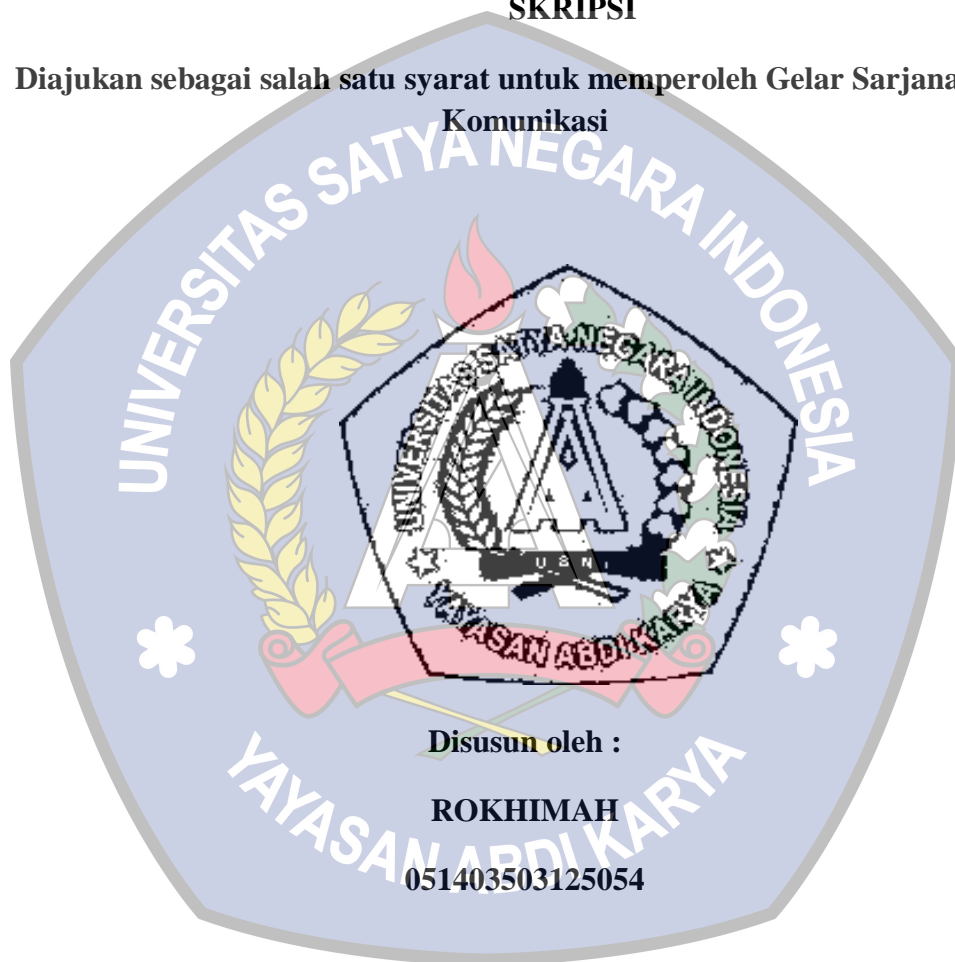 SKRIPSI
Diajukan sebagai salah satu syarat untuk memperoleh Gelar Sarjana
Komunikasi
UNIVERSITAS SATYA NEGARA INDONESIA
UNIVERSITAS SATYA NEGARA INDONESIA
U S N I
YAYASAN ABDI KARYA
Disusun oleh :
ROKHIMAH
051403503125054
YAYASAN ABDI KARYA